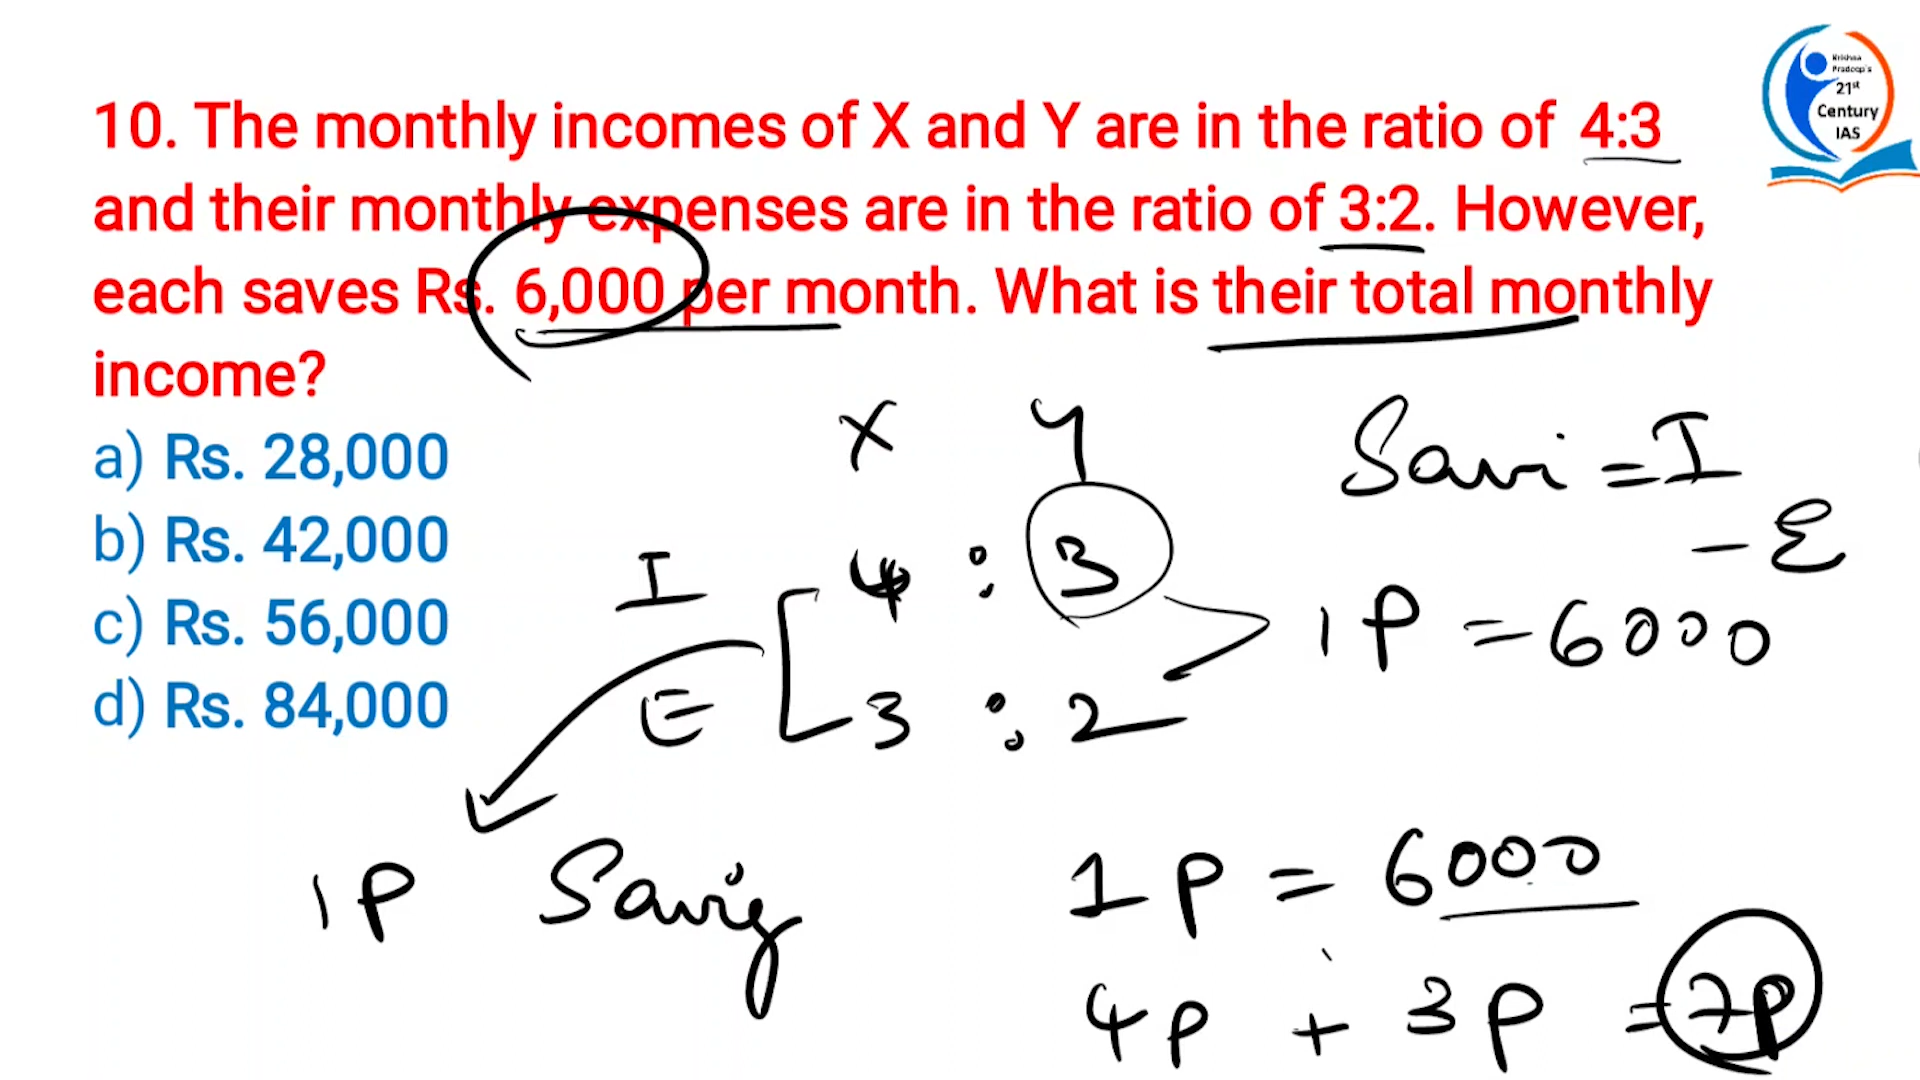 Krishna
Pradeep's
21st
Century
IAS
10. The monthly incomes of X and Y are in the ratio of 4:3
and their monthly expenses are in the ratio of 3:2. However,
each saves Rs. 6,000 per month. What is their total monthly
income?
a) Rs. 28,000
b) Rs. 42,000
c) Rs. 56,000
d) Rs. 84,000
X Y
I 4 : 3
E 3 : 2
Savi = I
- E
1P = 6000
1P Savig
1P = 6000
4P + 3P = 7P